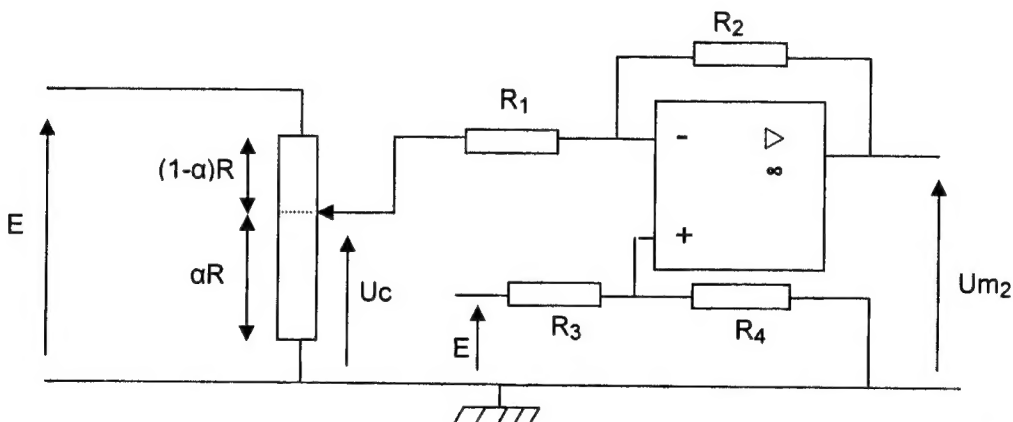 R2
R1
(1-α)R
-
▷
∞
E
αR
Uc
+
R3
R4
E
Um2